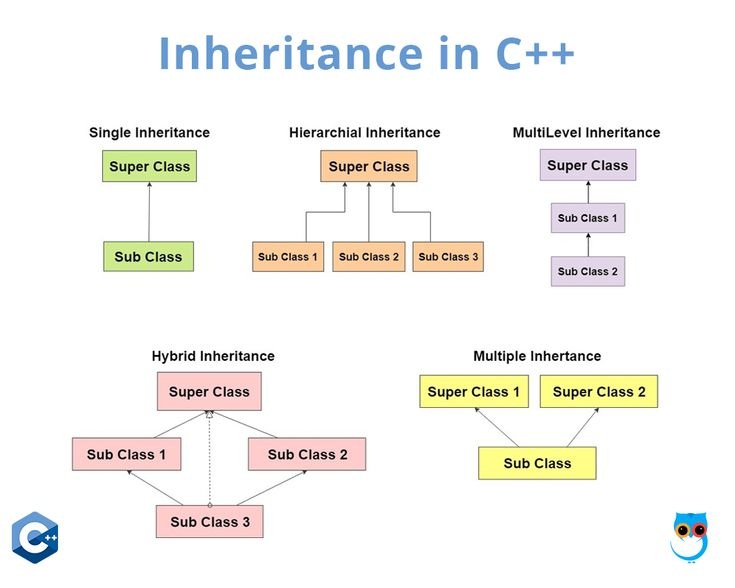 Inheritance in C++
Single Inheritance
Super Class
Sub Class
Hierarchial Inheritance
Super Class
Sub Class 1
Sub Class 2
Sub Class 3
MultiLevel Inheritance
Super Class
Sub Class 1
Sub Class 2
Hybrid Inheritance
Super Class
Sub Class 1
Sub Class 2
Sub Class 3
Multiple Inhertance
Super Class 1
Super Class 2
Sub Class
C++